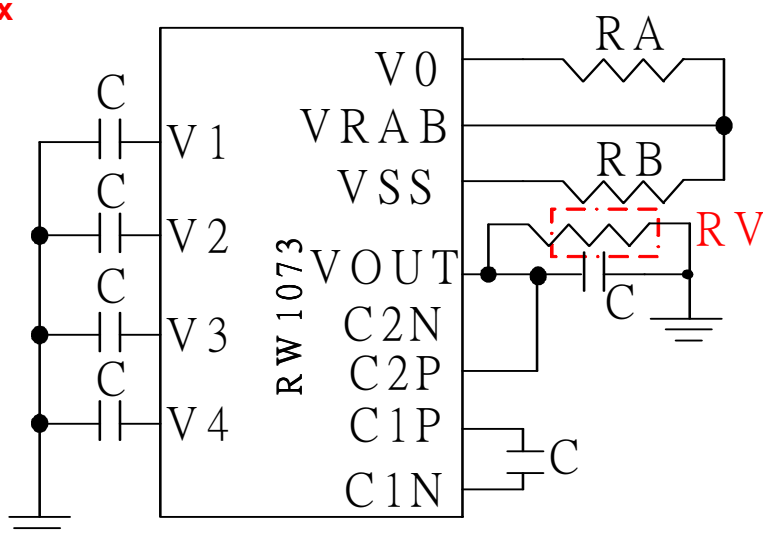 x
C
V1
C
V2
C
V3
C
V4
RW1073
V0
VRAB
VSS
VOUT
C2N
C2P
C1P
C1N
RA
RB
RV
C
C